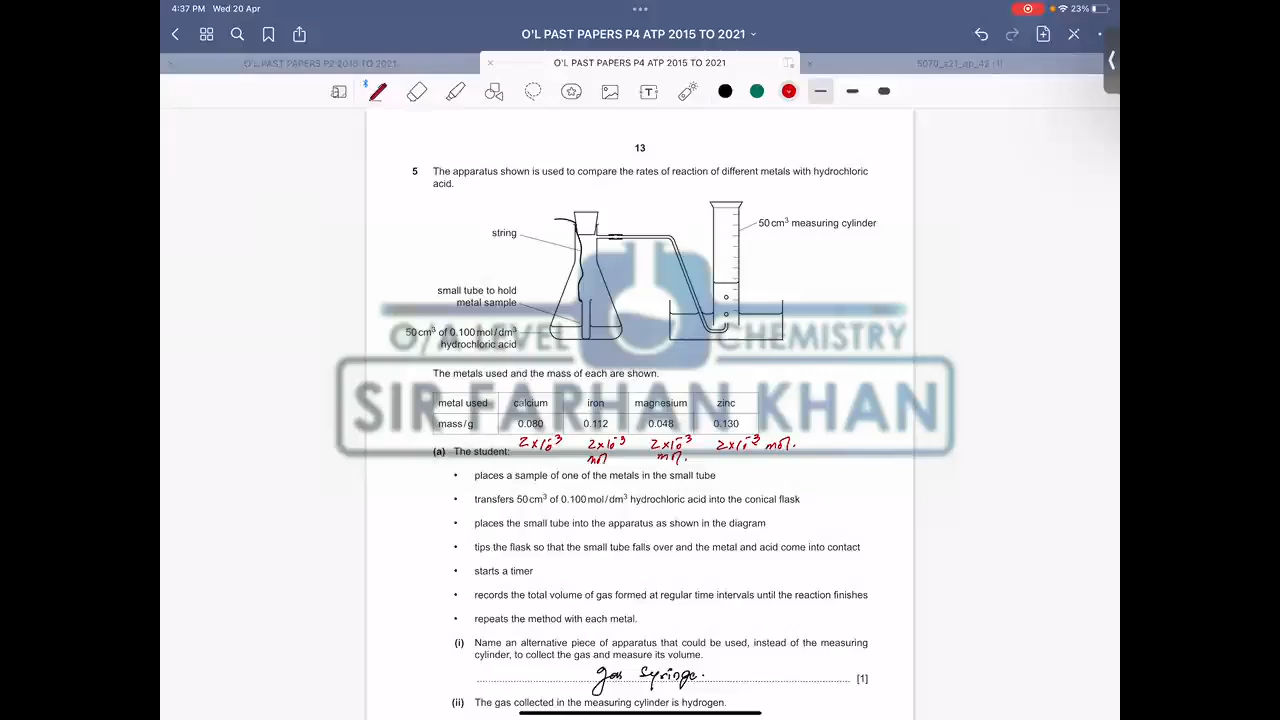 4:37 PM Wed 20 Apr
23%
O'L PAST PAPERS P4 ATP 2015 TO 2021
O'L PAST PAPERS P2 2015 TO 2021
O'L PAST PAPERS P4 ATP 2015 TO 2021
13
5 The apparatus shown is used to compare the rates of reaction of different metals with hydrochloric
acid.
50 cm³ measuring cylinder
string
small tube to hold
metal sample
50 cm³ of 0.100 mol/dm³
hydrochloric acid
O/A LEVEL CHEMISTRY
SIR FARHAN KHAN
The metals used and the mass of each are shown.
metal used calcium iron magnesium zinc
mass/g 0.080 0.112 0.048 0.130
2×10⁻³ 2×10⁻³ mol 2×10⁻³ mol. 2×10⁻³ mol.
(a) The student:
• places a sample of one of the metals in the small tube
• transfers 50 cm³ of 0.100 mol/dm³ hydrochloric acid into the conical flask
• places the small tube into the apparatus as shown in the diagram
• tips the flask so that the small tube falls over and the metal and acid come into contact
• starts a timer
• records the total volume of gas formed at regular time intervals until the reaction finishes
• repeats the method with each metal.
(i) Name an alternative piece of apparatus that could be used, instead of the measuring
cylinder, to collect the gas and measure its volume.
gas syringe.
[1]
(ii) The gas collected in the measuring cylinder is hydrogen.